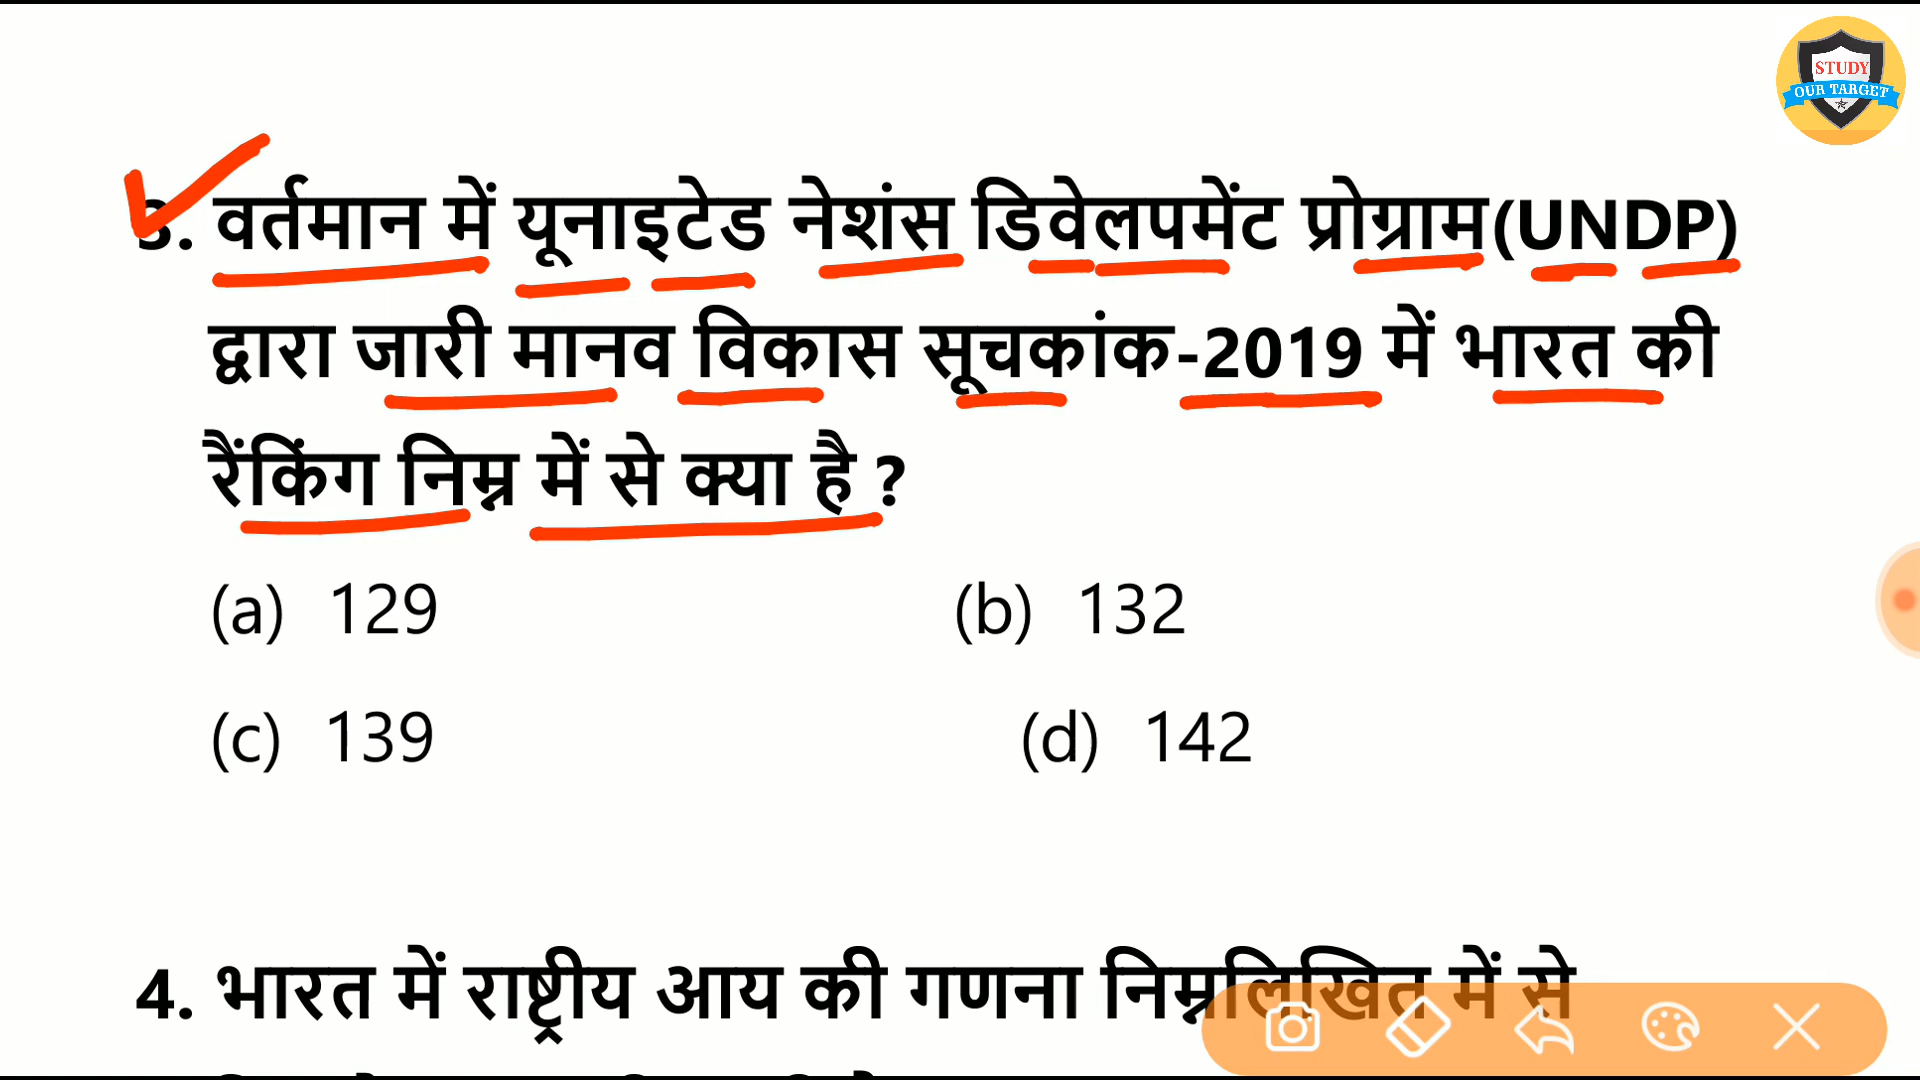 STUDY
OUR TARGET
3. वर्तमान में यूनाइटेड नेशंस डिवेलपमेंट प्रोग्राम(UNDP)
द्वारा जारी मानव विकास सूचकांक-2019 में भारत की
रैंकिंग निम्न में से क्या है ?
(a) 129 (b) 132
(c) 139 (d) 142
4. भारत में राष्ट्रीय आय की गणना निम्नलिखित में से